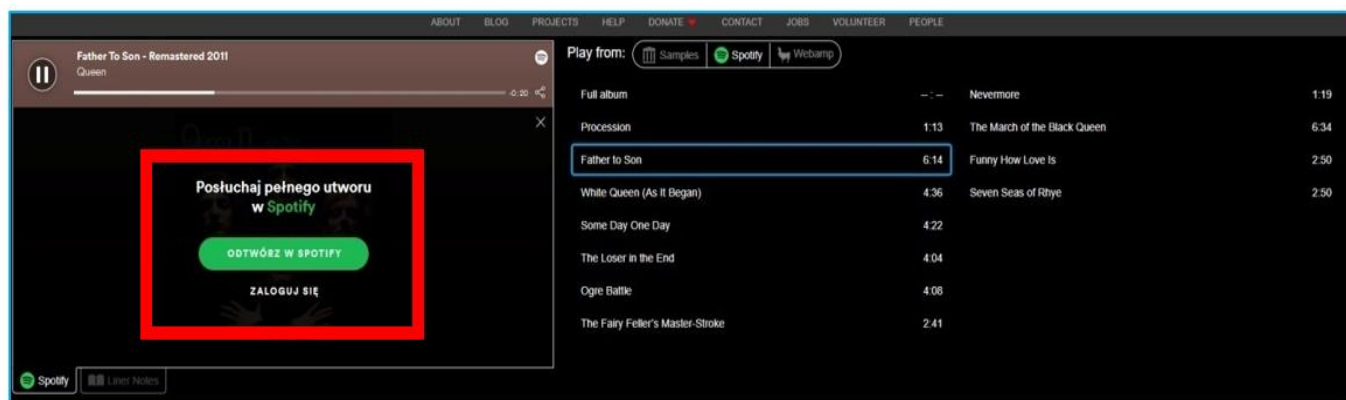 ABOUT BLOG PROJECTS HELP DONATE CONTACT JOBS VOLUNTEER PEOPLE
Father To Son - Remastered 2011
Queen
-0:20
Posłuchaj pełnego utworu
w Spotify
ODTWÓRZ W SPOTIFY
ZALOGUJ SIĘ
Spotify Liner Notes
Play from: Samples Spotify Webamp
Full album --:--
Procession 1:13
Father to Son 6:14
White Queen (As It Began) 4:36
Some Day One Day 4:22
The Loser in the End 4:04
Ogre Battle 4:08
The Fairy Feller's Master-Stroke 2:41
Nevermore 1:19
The March of the Black Queen 6:34
Funny How Love Is 2:50
Seven Seas of Rhye 2:50